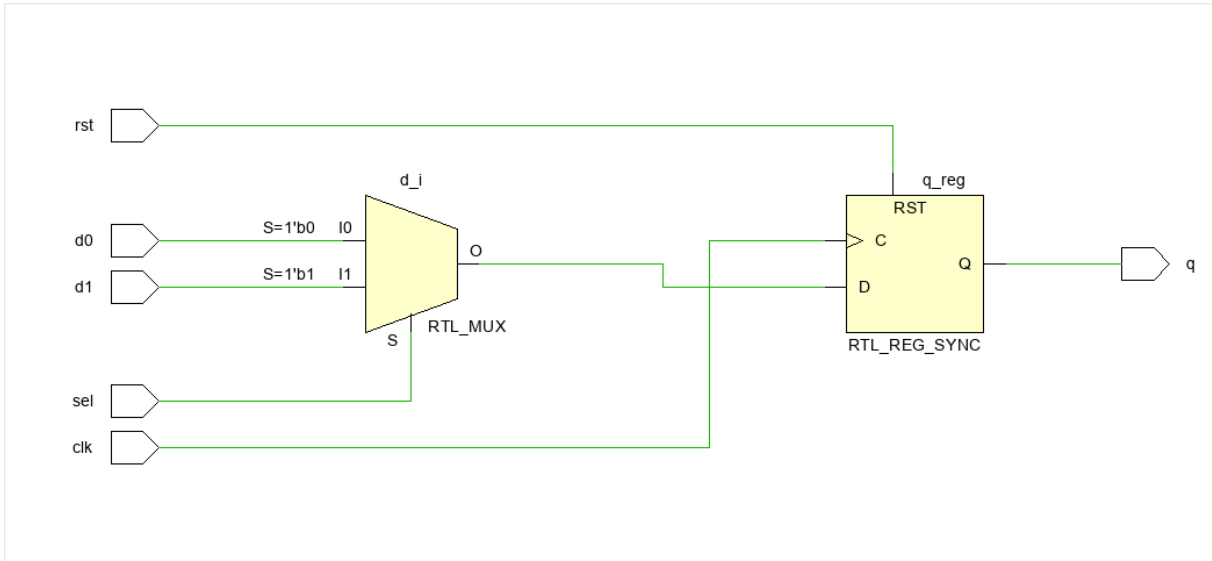 rst
d_i
q_reg
RST
d0
S=1'b0 I0
C
O
Q
q
d1
S=1'b1 I1
D
RTL_MUX
S
RTL_REG_SYNC
sel
clk